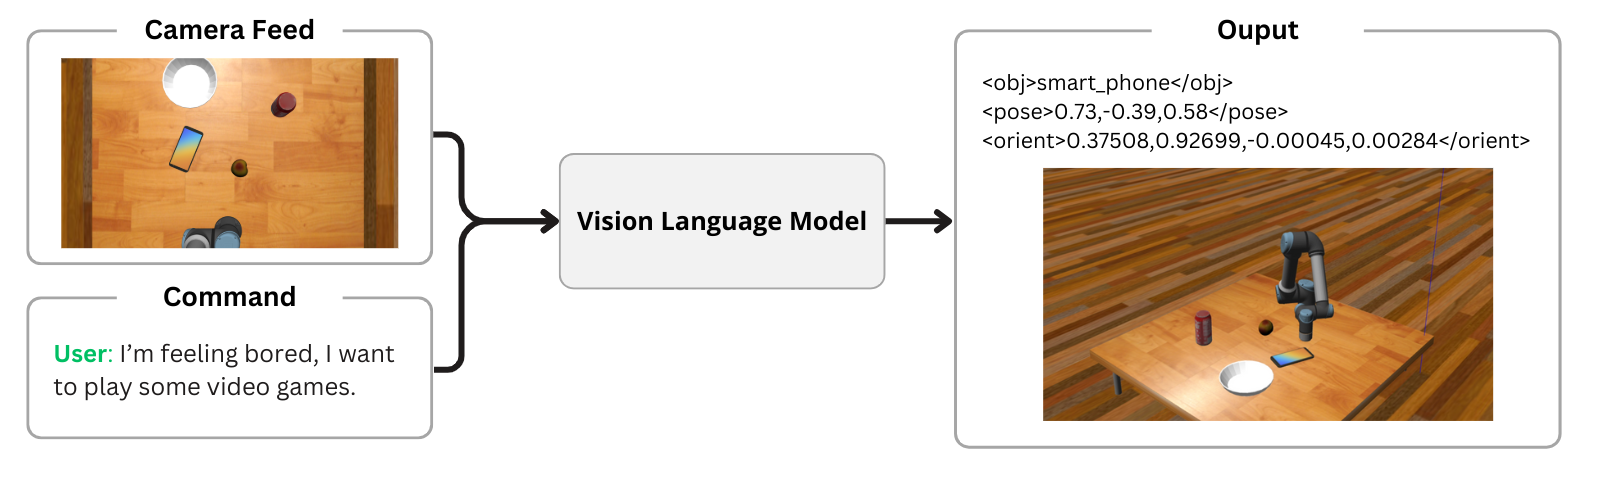 Camera Feed
Command
User: I’m feeling bored, I want
to play some video games.
Vision Language Model
Ouput
<obj>smart_phone</obj>
<pose>0.73,-0.39,0.58</pose>
<orient>0.37508,0.92699,-0.00045,0.00284</orient>